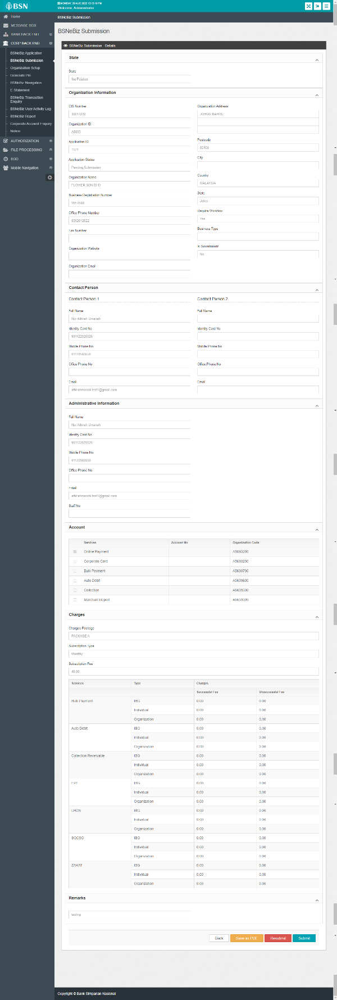 BSN
MONDAY, 29 AUG 2022 12:13:19 PM
Welcome, Administrator
Home
MESSAGE BOX
BANK BACK END
CORP BACK END
BSNeBiz Application
BSNeBiz Submission
Organization Setup
Generate Pin
BSNeBiz Navigation
E Statement
BSNeBiz Transaction
Enquiry
BSNeBiz User Activity Log
BSNeBiz Report
Corporate Account Enquiry
Notice
AUTHORIZATION
FILE PROCESSING
EOD
Mobile Navigation
BSNeBiz Submission
BSNeBiz Submission
BSNeBiz Submission - Details
State
State
Ibu Pejabat
Organization Information
CIS Number
Organization ID
A5693
Application ID
1521
Application Status
Pending Submission
Organization Name
FLOWER SDN BHD
Business Registration Number
WER568
Office Phone Number
0362012622
Fax Number
Organization Website
Organization Email
Organization Address
JOHOR BAHRU
Postcode
City
Country
MALAYSIA
State
Johor
Require Workflow
Yes
Business Type
Is Government
No
Contact Person
Contact Person 1
Full Name
Nor Athirah Umairah
Identity Card No
991122026626
Mobile Phone No
01120583558
Office Phone No
Email
athirahmarobi.test1@gmail.com
Contact Person 2
Full Name
Identity Card No
Mobile Phone No
Office Phone No
Email
Administrative Information
Full Name
Nor Athirah Umairah
Identity Card No
991122026626
Mobile Phone No
01120583558
Office Phone No
Email
athirahmarobi.test1@gmail.com
Staff No
Account
Services Account No Organization Code
Online Payment A5693200
Corporate Card A5693200
Bulk Payment A5693700
Auto Debit A5693600
Collection A5693500
Merchant Report A5693999
Charges
Charges Package
PACKAGE A
Subscription Type
Monthly
Subscription Fee
45.00
Services Type Charges
Successful Fee Unsuccessful Fee
Bulk Payment IBG 0.00 0.00
Individual 0.00 0.00
Organization 0.00 0.00
Auto Debit IBG 0.00 0.00
Individual 0.00 0.00
Organization 0.00 0.00
Collection Receivable IBG 0.00 0.00
Individual 0.00 0.00
Organization 0.00 0.00
EPF IBG 0.00 0.00
Individual 0.00 0.00
Organization 0.00 0.00
LHDN IBG 0.00 0.00
Individual 0.00 0.00
Organization 0.00 0.00
SOCSO IBG 0.00 0.00
Individual 0.00 0.00
Organization 0.00 0.00
ZAKAT IBG 0.00 0.00
Individual 0.00 0.00
Organization 0.00 0.00
Remarks
testing
Back
Save as PDF
Resubmit
Submit
Copyright © Bank Simpanan Nasional